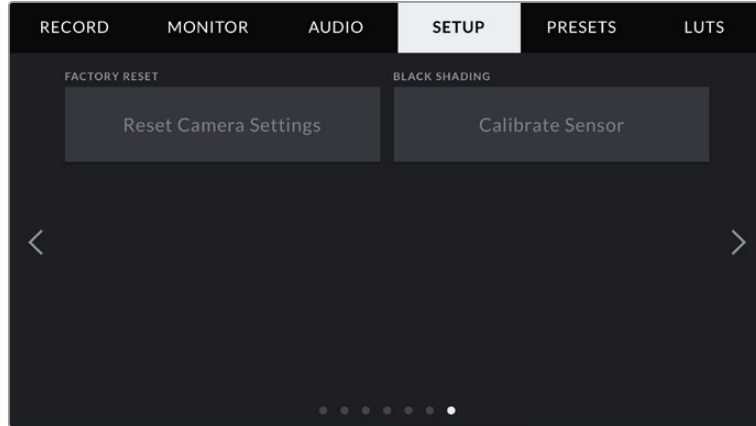 RECORD MONITOR AUDIO SETUP PRESETS LUTS
FACTORY RESET BLACK SHADING
Reset Camera Settings Calibrate Sensor